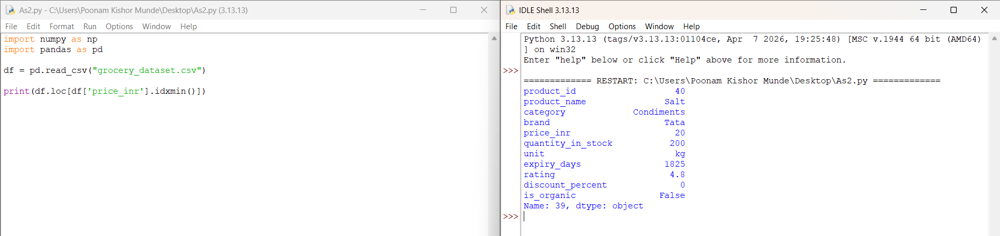 As2.py - C:\Users\Poonam Kishor Munde\Desktop\As2.py (3.13.13)
File Edit Format Run Options Window Help
import numpy as np
import pandas as pd
df = pd.read_csv("grocery_dataset.csv")
print(df.loc[df['price_inr'].idxmin()])
IDLE Shell 3.13.13
File Edit Shell Debug Options Window Help
Python 3.13.13 (tags/v3.13.13:01104ce, Apr  7 2026, 19:25:48) [MSC v.1944 64 bit (AMD64)
] on win32
Enter "help" below or click "Help" above for more information.
>>>
============= RESTART: C:\Users\Poonam Kishor Munde\Desktop\As2.py =============
product_id                   40
product_name               Salt
category             Condiments
brand                      Tata
price_inr                    20
quantity_in_stock           200
unit                         kg
expiry_days                1825
rating                      4.8
discount_percent              0
is_organic                False
Name: 39, dtype: object
>>>